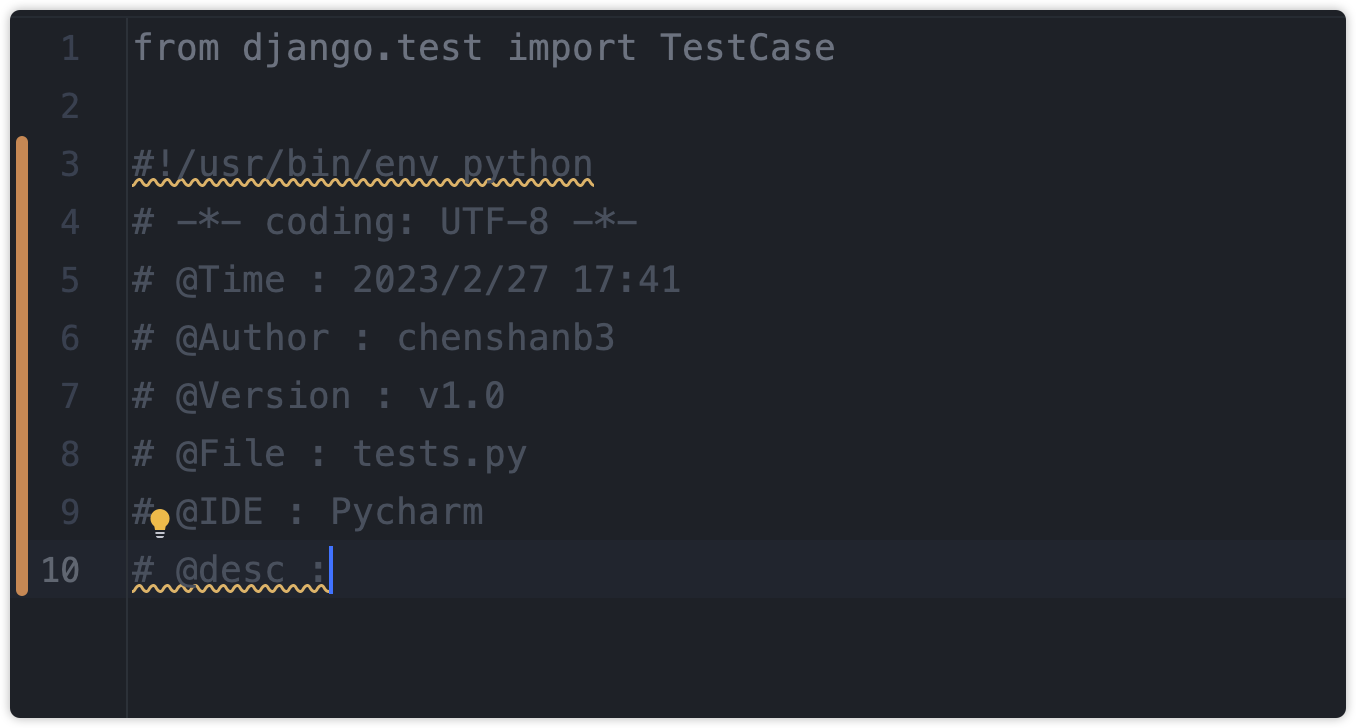 1 from django.test import TestCase
2
3 #!/usr/bin/env python
4 # -*- coding: UTF-8 -*-
5 # @Time : 2023/2/27 17:41
6 # @Author : chenshanb3
7 # @Version : v1.0
8 # @File : tests.py
9 # @IDE : Pycharm
10 # @desc :